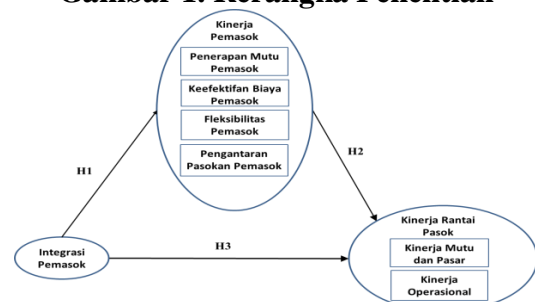 Gambar 1. Kerangka Penelitian
Kinerja
Pemasok
Penerapan Mutu
Pemasok
Keefektifan Biaya
Pemasok
Fleksibilitas
Pemasok
Pengantaran
Pasokan Pemasok
H1
H2
Integrasi
Pemasok
H3
Kinerja Rantai
Pasok
Kinerja Mutu
dan Pasar
Kinerja
Operasional